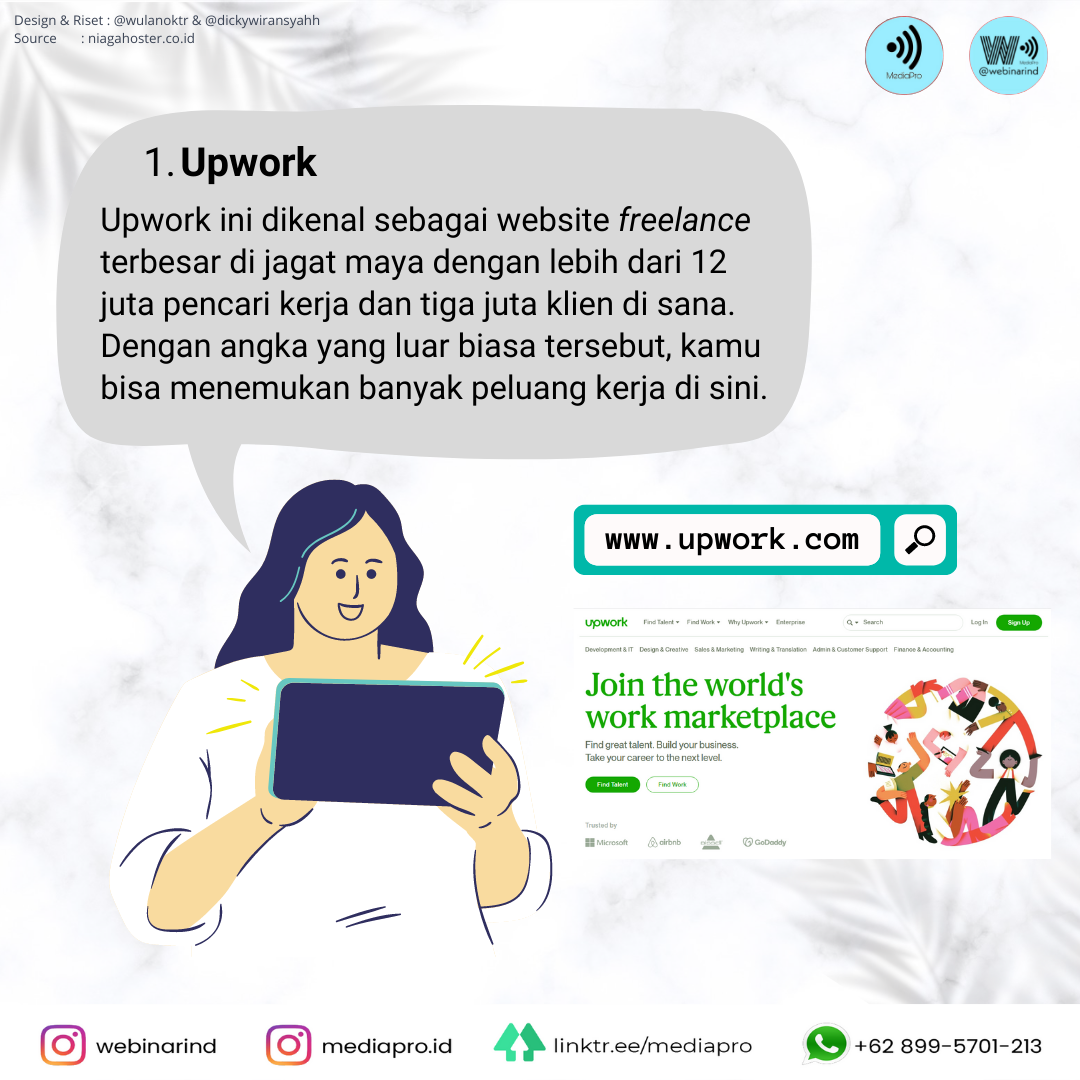 Design & Riset : @wulanoktr & @dickywiransyahh
Source : niagahoster.co.id
MediaPro
W
MediaPro
@webinarind
1. Upwork
Upwork ini dikenal sebagai website freelance
terbesar di jagat maya dengan lebih dari 12
juta pencari kerja dan tiga juta klien di sana.
Dengan angka yang luar biasa tersebut, kamu
bisa menemukan banyak peluang kerja di sini.
www.upwork.com
upwork Find Talent Find Work Why Upwork Enterprise Search Log In Sign Up
Development & IT Design & Creative Sales & Marketing Writing & Translation Admin & Customer Support Finance & Accounting
Join the world's
work marketplace
Find great talent. Build your business.
Take your career to the next level.
Find Talent Find Work
Trusted by
Microsoft airbnb GoDaddy
webinarind mediapro.id linktr.ee/mediapro +62 899-5701-213